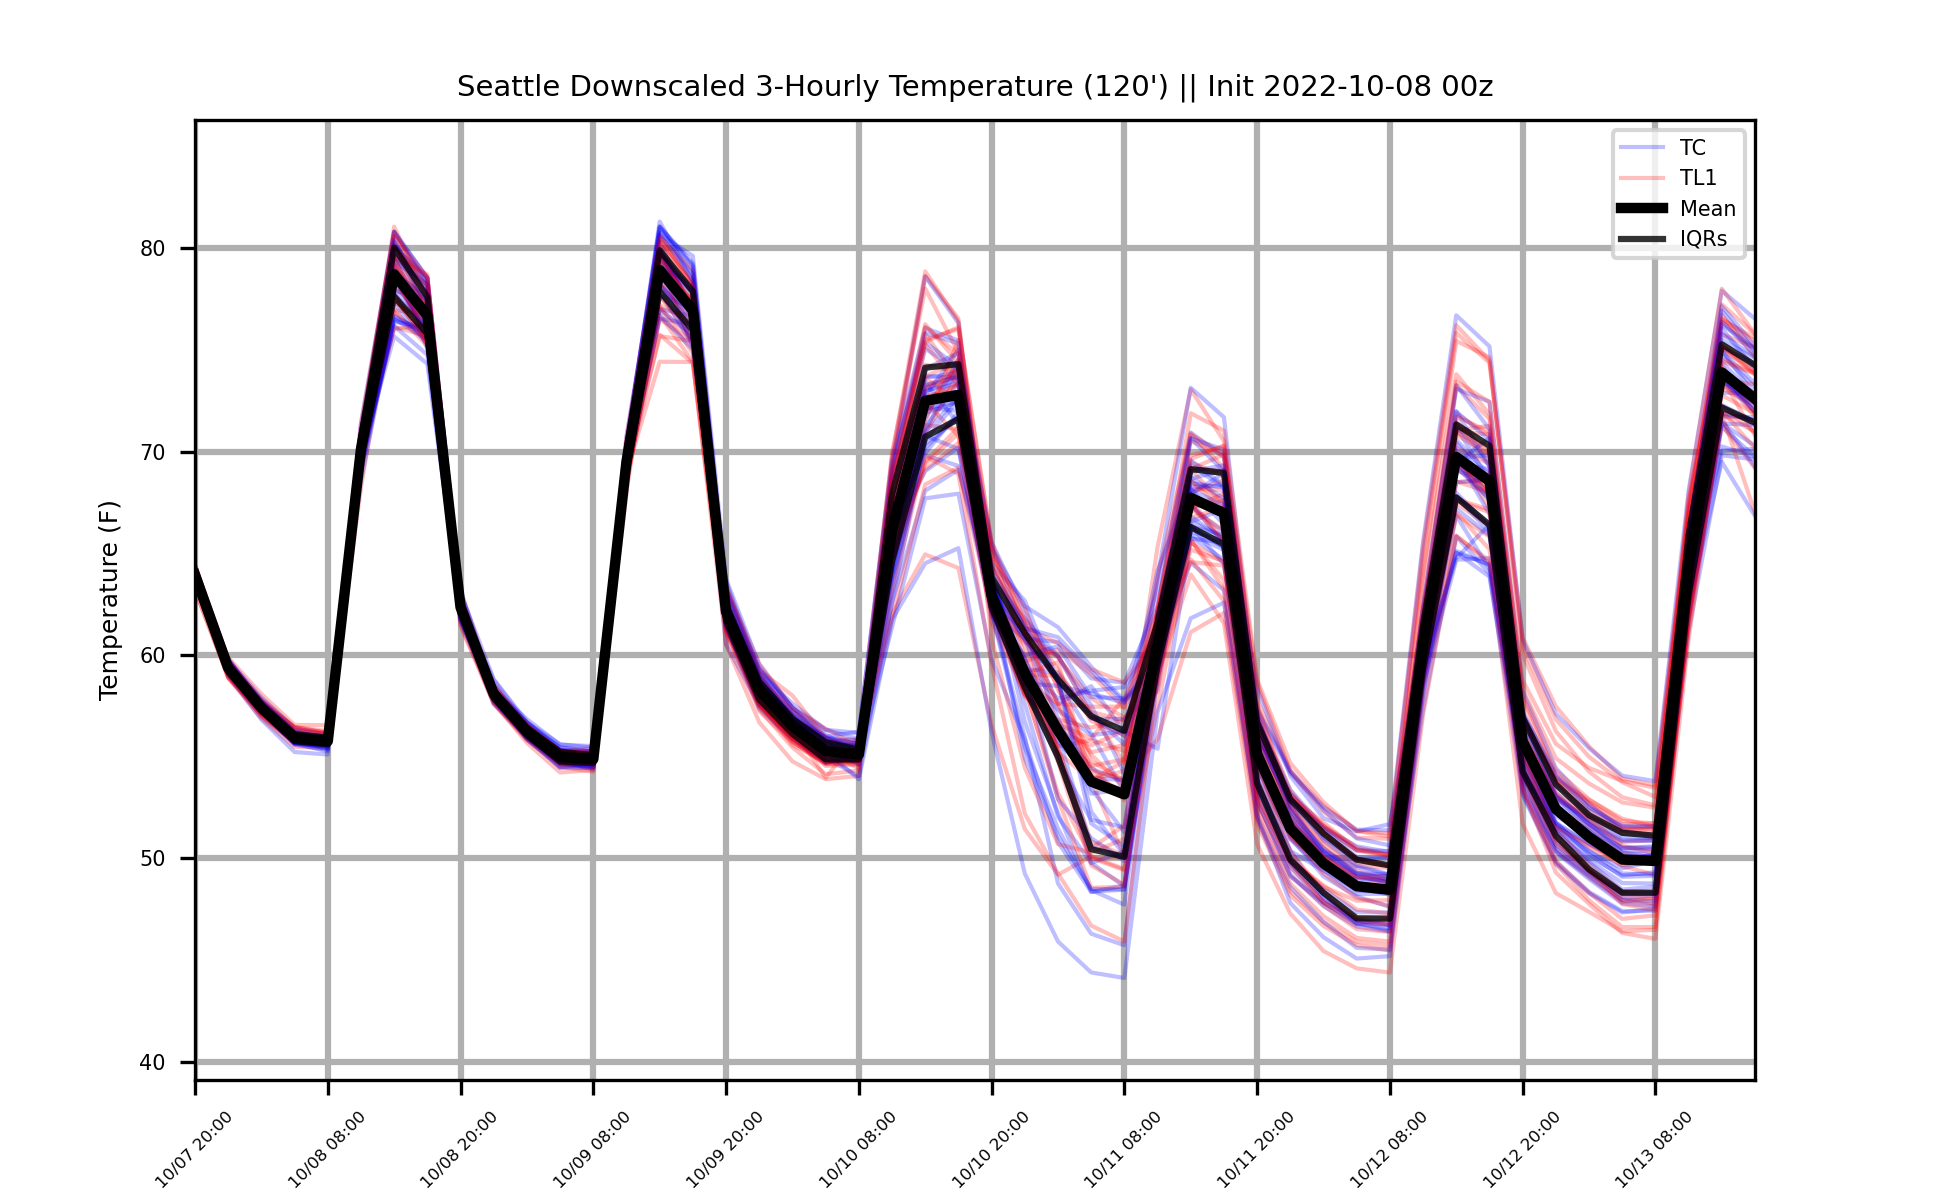 Seattle Downscaled 3-Hourly Temperature (120') || Init 2022-10-08 00z
TC
TL1
Mean
IQRs
Temperature (F)
80
70
60
50
40
10/07 20:00
10/08 08:00
10/08 20:00
10/09 08:00
10/09 20:00
10/10 08:00
10/10 20:00
10/11 08:00
10/11 20:00
10/12 08:00
10/12 20:00
10/13 08:00